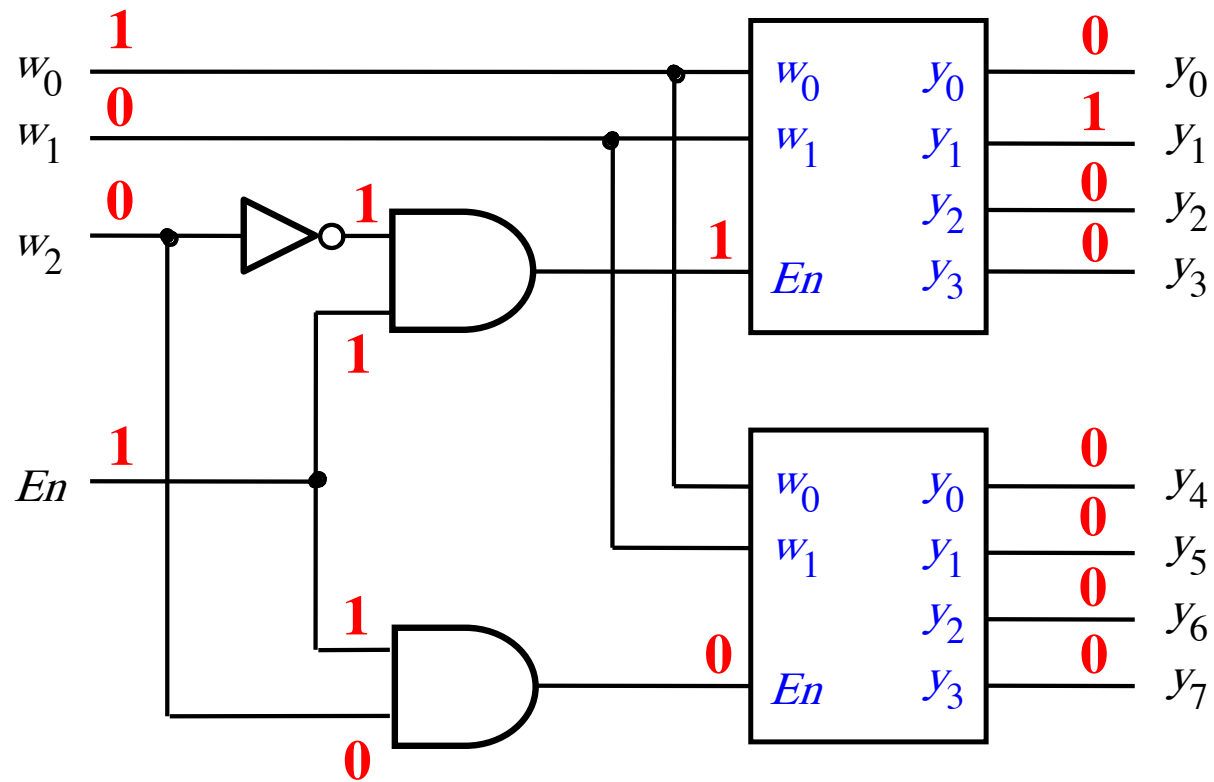 1 0
w₀ w₀ y₀ y₀
0 1
w₁ w₁ y₁ y₁
0 1 0
w₂ y₂ y₂
1 0
En y₃ y₃
1
1 0
En w₀ y₀ y₄
0
w₁ y₁ y₅
1 0
y₂ y₆
0 0
En y₃ y₇
0